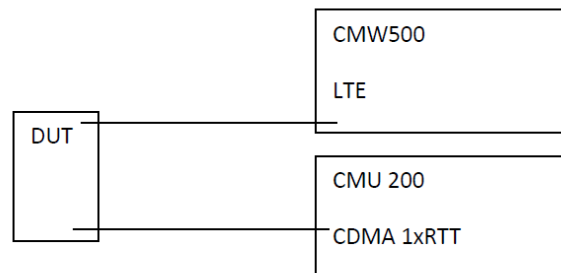 CMW500
LTE
DUT
CMU 200
CDMA 1xRTT